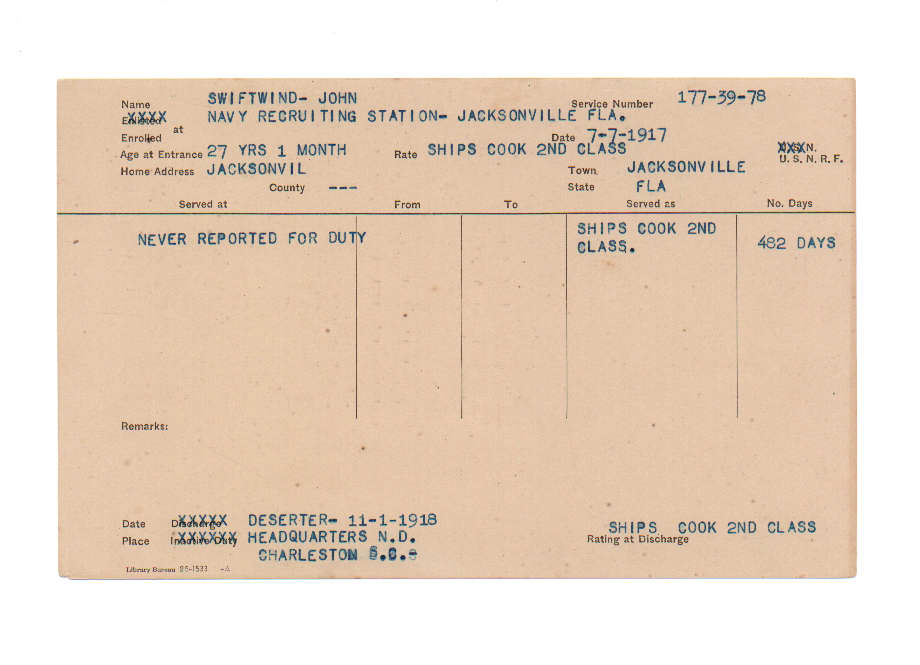 Name SWIFTWIND- JOHN Service Number 177-39-78
Enlisted
at NAVY RECRUITING STATION- JACKSONVILLE FLA.
Enrolled Date 7-7-1917
Age at Entrance 27 YRS 1 MONTH Rate SHIPS COOK 2ND CLASS U.S.N.
U. S. N. R. F.
Home Address JACKSONVIL Town JACKSONVILLE
County --- State FLA
Served at From To Served as No. Days
NEVER REPORTED FOR DUTY SHIPS COOK 2ND CLASS. 482 DAYS
Remarks:
Date Discharge DESERTER- 11-1-1918
Place Inactive Duty HEADQUARTERS N.D.
CHARLESTON S.C.
SHIPS COOK 2ND CLASS
Rating at Discharge
Library Bureau 26-1533 -A